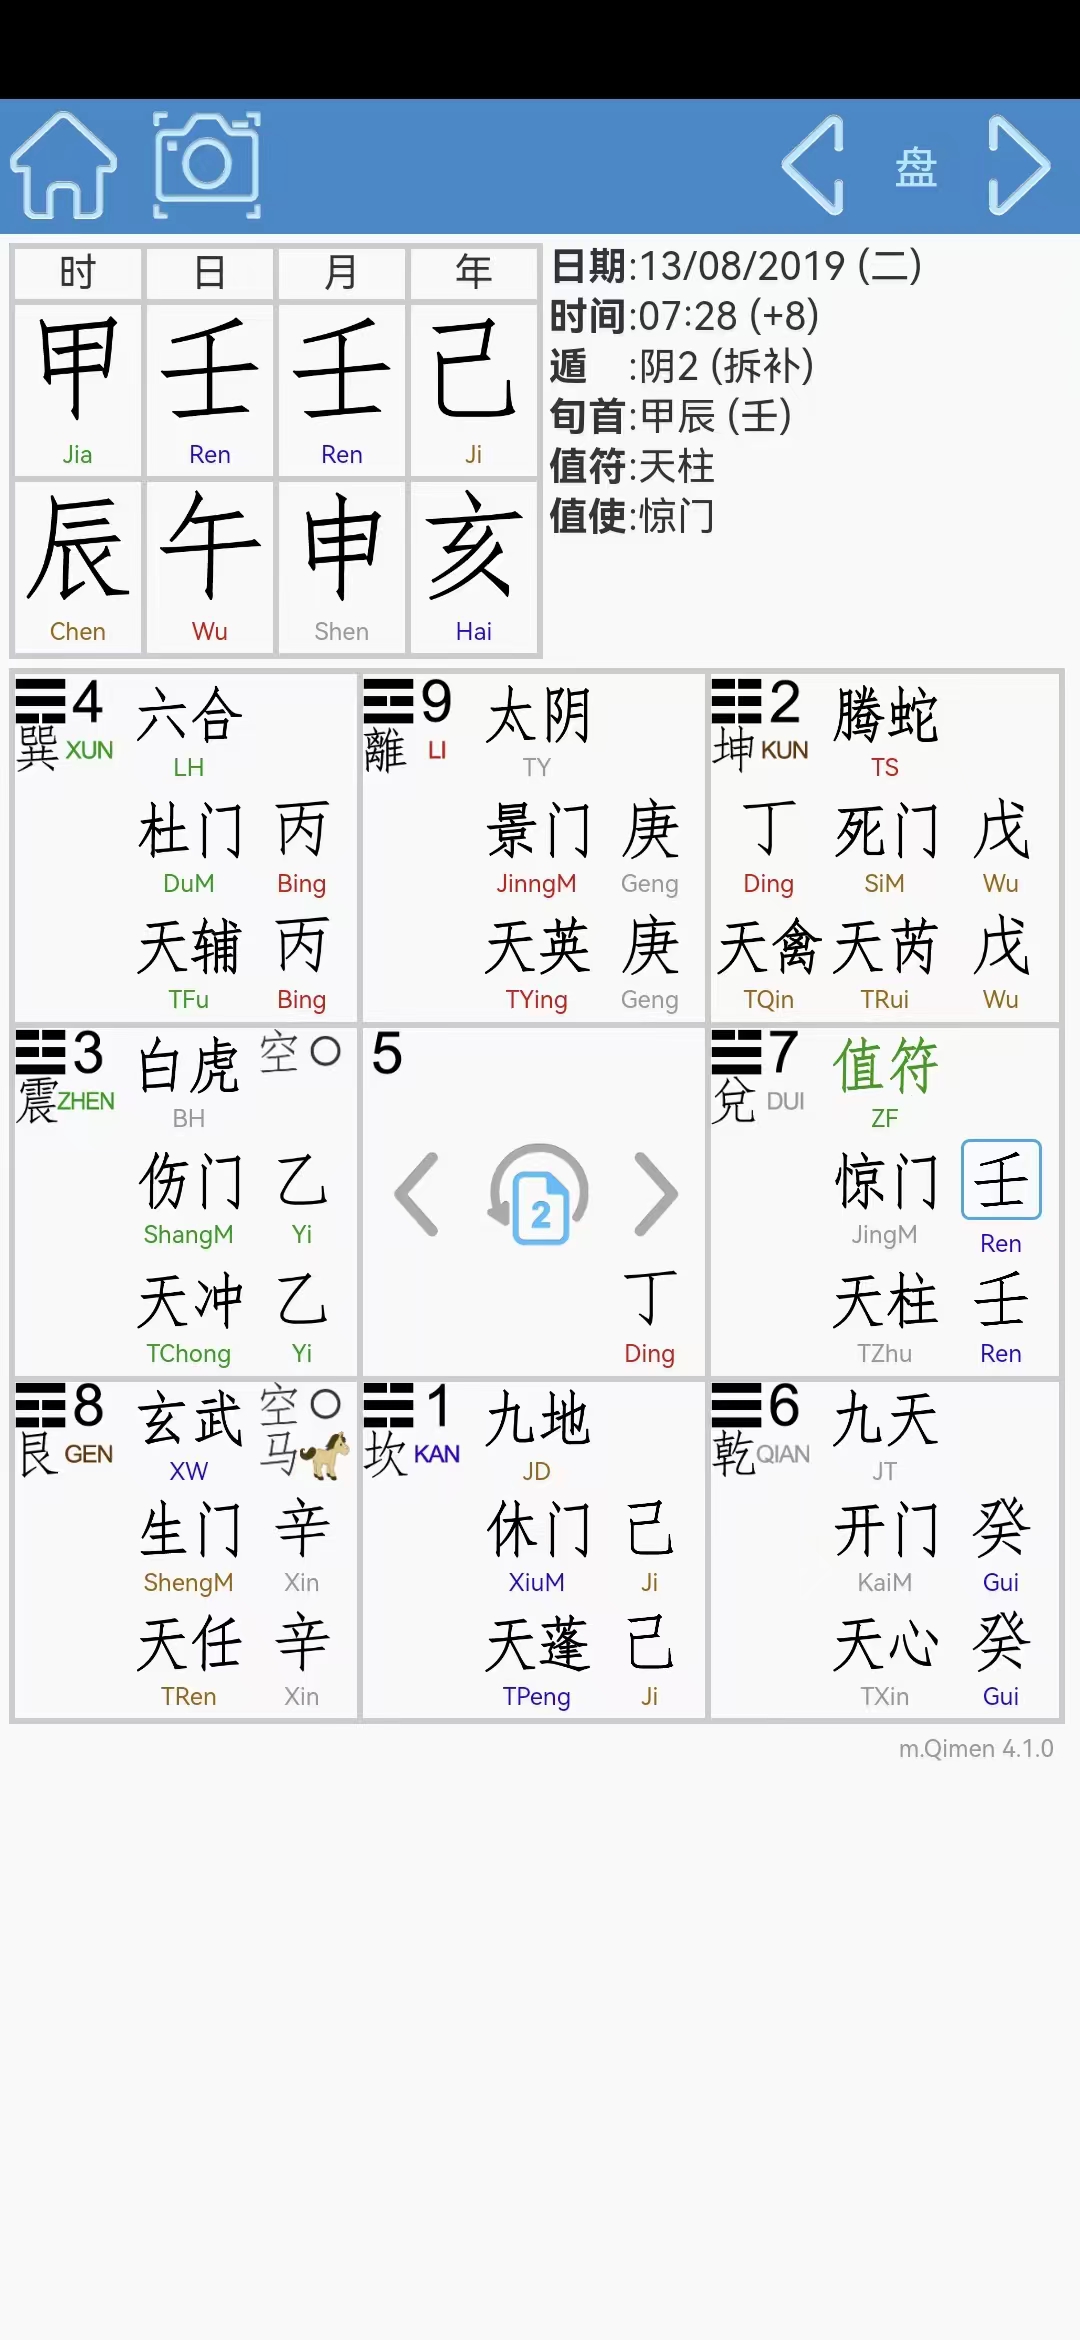 盘
时 日 月 年
甲 壬 壬 己
Jia Ren Ren Ji
辰 午 申 亥
Chen Wu Shen Hai
日期:13/08/2019 (二)
时间:07:28 (+8)
遁 :阴2 (拆补)
旬首:甲辰 (壬)
值符:天柱
值使:惊门
4 六合
巽 XUN LH
杜门 丙
DuM Bing
天辅 丙
TFu Bing
9 太阴
離 LI TY
景门 庚
JinngM Geng
天英 庚
TYing Geng
2 腾蛇
坤 KUN TS
丁 死门 戊
Ding SiM Wu
天禽 天芮 戊
TQin TRui Wu
3 白虎 空
震 ZHEN BH
伤门 乙
ShangM Yi
天冲 乙
TChong Yi
5
2
丁
Ding
7 值符
兌 DUI ZF
惊门 壬
JingM Ren
天柱 壬
TZhu Ren
8 玄武 空
艮 GEN XW 马
生门 辛
ShengM Xin
天任 辛
TRen Xin
1 九地
坎 KAN JD
休门 己
XiuM Ji
天蓬 己
TPeng Ji
6 九天
乾 QIAN JT
开门 癸
KaiM Gui
天心 癸
TXin Gui
m.Qimen 4.1.0